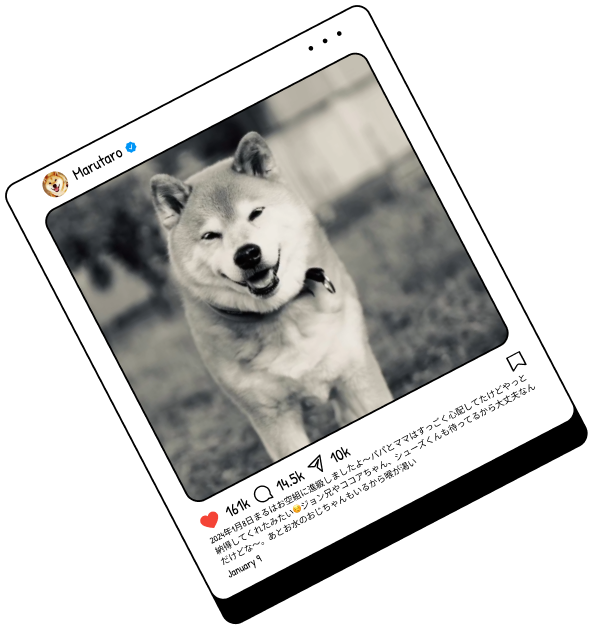 Marutaro
161k 14.5k 10k
2024年1月8日まるはお空組に進級しましたよ〜パパとママはすっごく心配してたけどやっと
納得してくれたみたい😊ジョン兄やココアちゃん、シューズくんも待ってるから大丈夫なん
だけどな〜。あとお水のおじちゃんもいるから喉が渇い
January 9